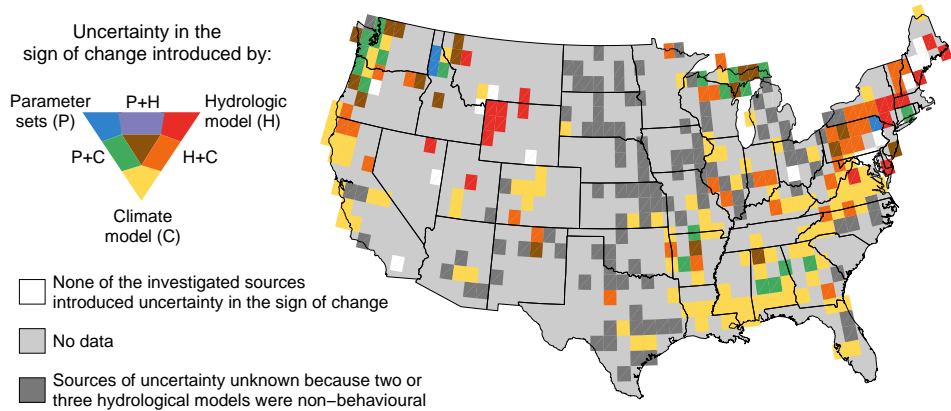 Uncertainty in the
sign of change introduced by:
Parameter
sets (P)
P+H
Hydrologic
model (H)
P+C
H+C
Climate
model (C)
None of the investigated sources
introduced uncertainty in the sign of change
No data
Sources of uncertainty unknown because two or
three hydrological models were non−behavioural